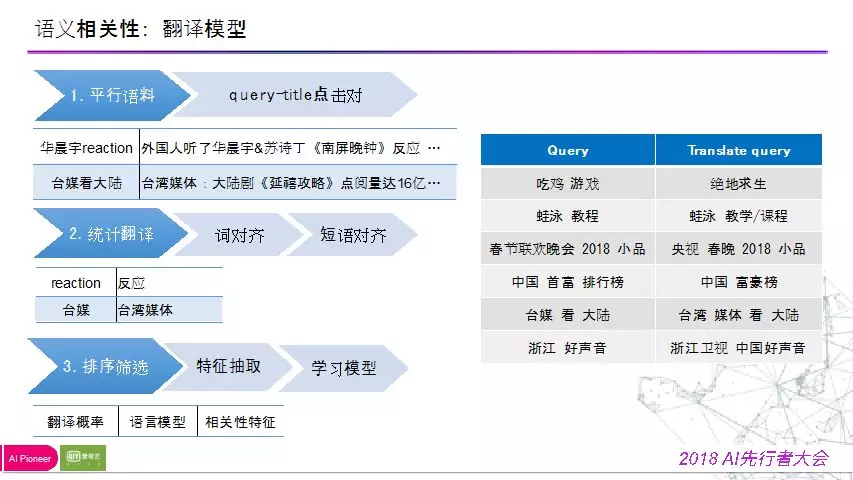 语义相关性：翻译模型
1. 平行语料
query-title点击对
华晨宇reaction 外国人听了华晨宇&苏诗丁《南屏晚钟》反应 …
台媒看大陆 台湾媒体：大陆剧《延禧攻略》点阅量达16亿…
2. 统计翻译
词对齐
短语对齐
reaction 反应
台媒 台湾媒体
3. 排序筛选
特征抽取
学习模型
翻译概率 语言模型 相关性特征
Query Translate query
吃鸡 游戏 绝地求生
蛙泳 教程 蛙泳 教学/课程
春节联欢晚会 2018 小品 央视 春晚 2018 小品
中国 首富 排行榜 中国 富豪榜
台媒 看 大陆 台湾 媒体 看 大陆
浙江 好声音 浙江卫视 中国好声音
AI Pioneer
QIY 爱奇艺
2018 AI先行者大会